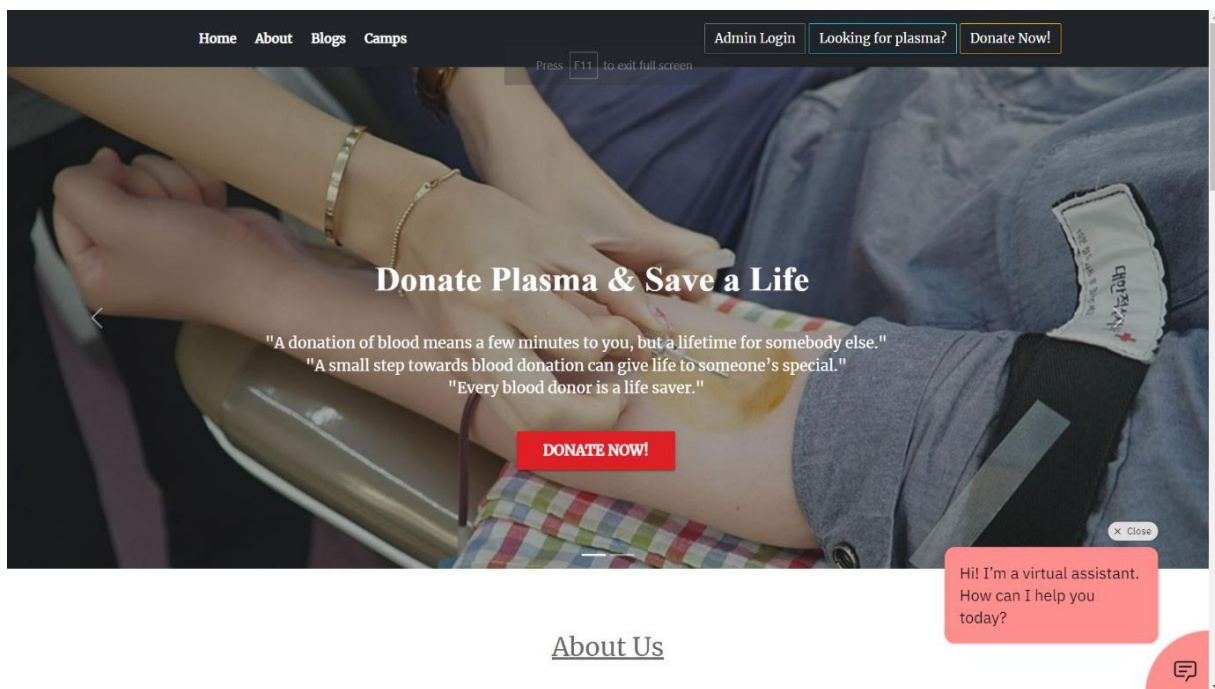 Home About Blogs Camps Admin Login Looking for plasma? Donate Now!
Press F11 to exit full screen
Donate Plasma & Save a Life
"A donation of blood means a few minutes to you, but a lifetime for somebody else."
"A small step towards blood donation can give life to someone’s special."
"Every blood donor is a life saver."
DONATE NOW!
× Close
Hi! I'm a virtual assistant.
How can I help you
today?
About Us